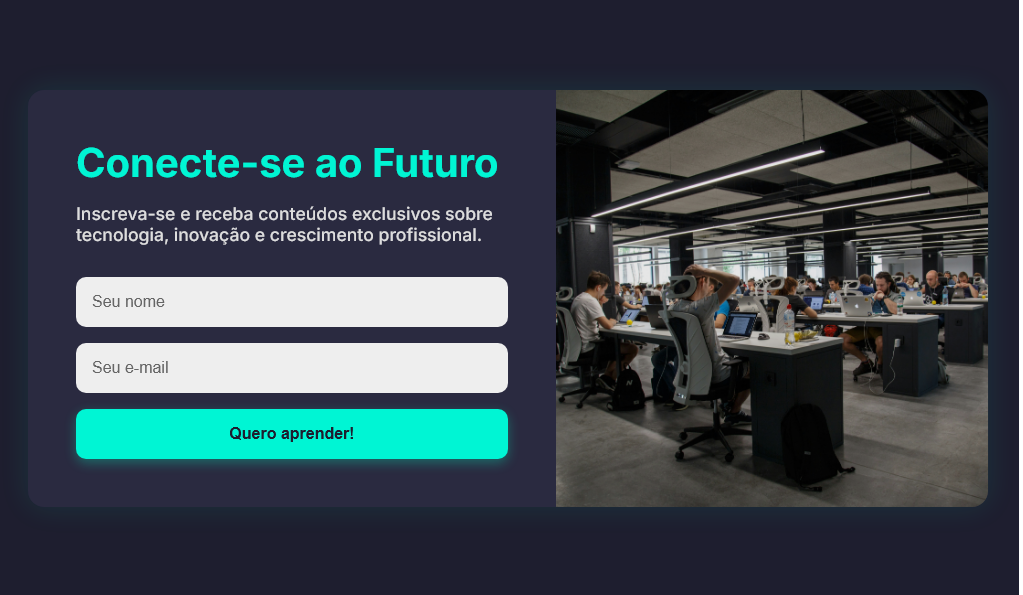 Conecte-se ao Futuro
Inscreva-se e receba conteúdos exclusivos sobre
tecnologia, inovação e crescimento profissional.
Seu nome
Seu e-mail
Quero aprender!